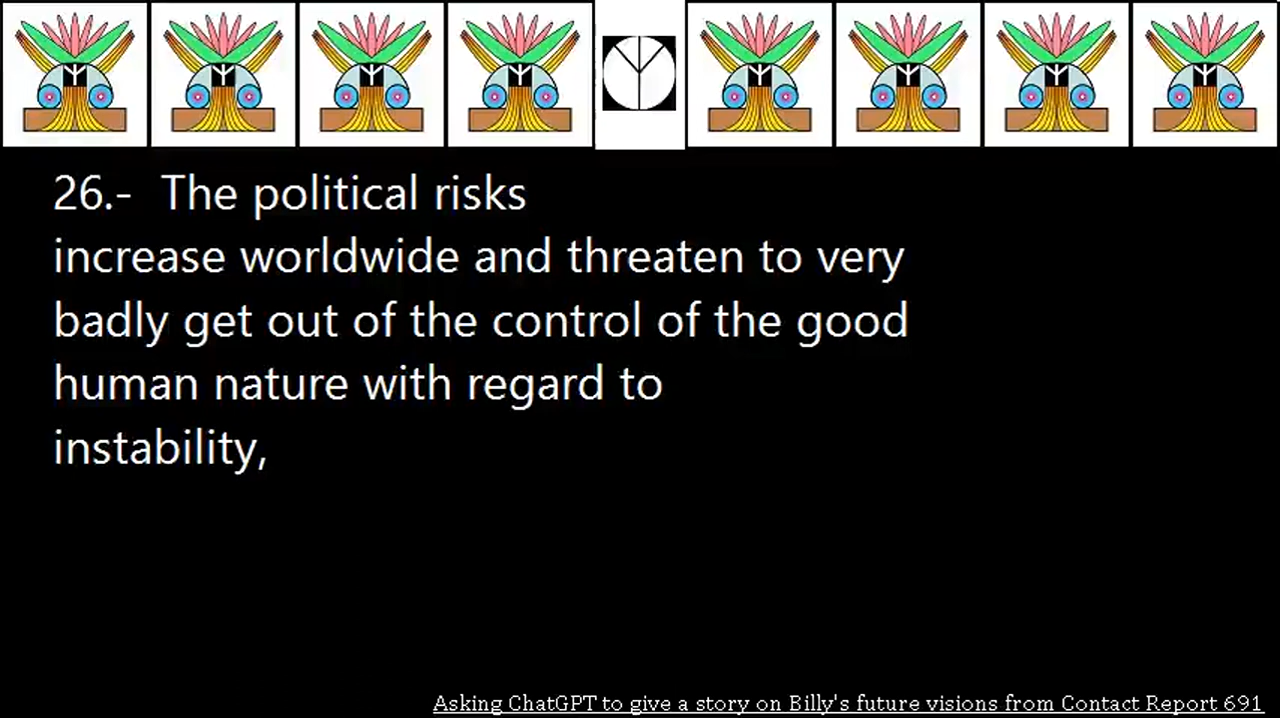 26.-  The political risks
increase worldwide and threaten to very
badly get out of the control of the good
human nature with regard to
instability,
Asking ChatGPT to give a story on Billy's future visions from Contact Report 691